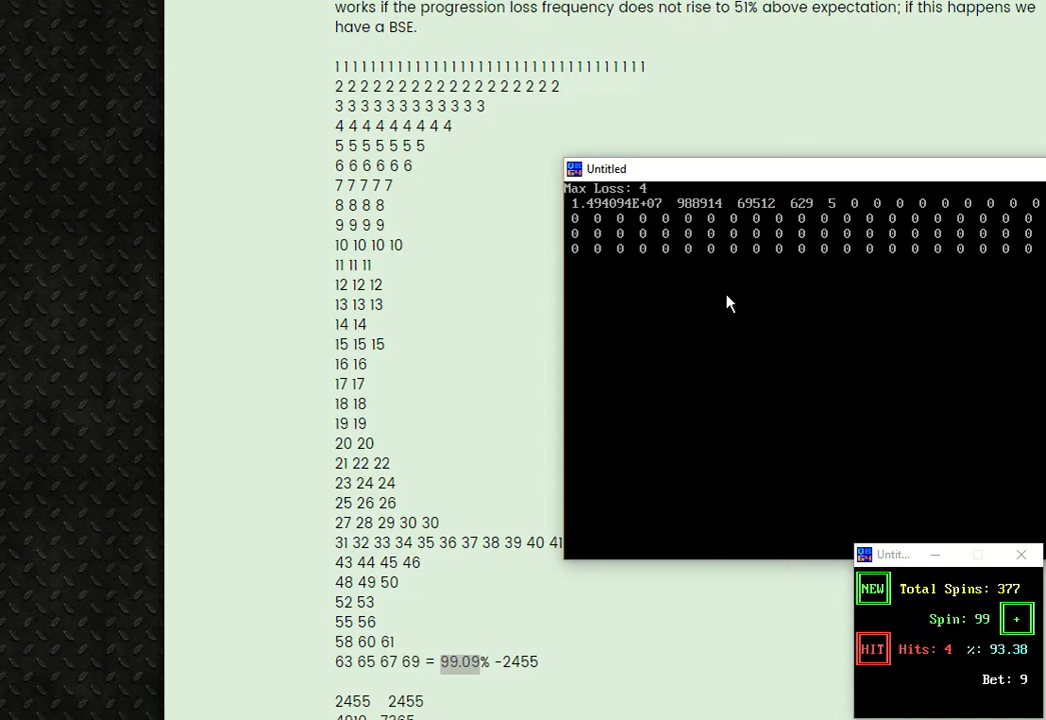 works if the progression loss frequency does not rise to 51% above expectation; if this happens we
have a BSE.
1 1 1 1 1 1 1 1 1 1 1 1 1 1 1 1 1 1 1 1 1 1 1 1 1 1 1 1 1 1 1 1 1 1 1
2 2 2 2 2 2 2 2 2 2 2 2 2 2 2 2 2 2
3 3 3 3 3 3 3 3 3 3 3 3
4 4 4 4 4 4 4 4 4
5 5 5 5 5 5 5
6 6 6 6 6 6
7 7 7 7 7
8 8 8 8
9 9 9 9
10 10 10 10
11 11 11
12 12 12
13 13 13
14 14
15 15 15
16 16
17 17
18 18
19 19
20 20
21 22 22
23 24 24
25 26 26
27 28 29 30 30
31 32 33 34 35 36 37 38 39 40 41
43 44 45 46
48 49 50
52 53
55 56
58 60 61
63 65 67 69 = 99.09% -2455
2455 2455
4910 7365
Untitled
Max Loss: 4
1.494094E+07 988914 69512 629 5 0 0 0 0 0 0 0 0 0
0 0 0 0 0 0 0 0 0 0 0 0 0 0 0 0 0 0 0 0 0
0 0 0 0 0 0 0 0 0 0 0 0 0 0 0 0 0 0 0 0 0
0 0 0 0 0 0 0 0 0 0 0 0 0 0 0 0 0 0 0 0 0
Untit...
NEW Total Spins: 377
Spin: 99 +
HIT Hits: 4 %: 93.38
Bet: 9